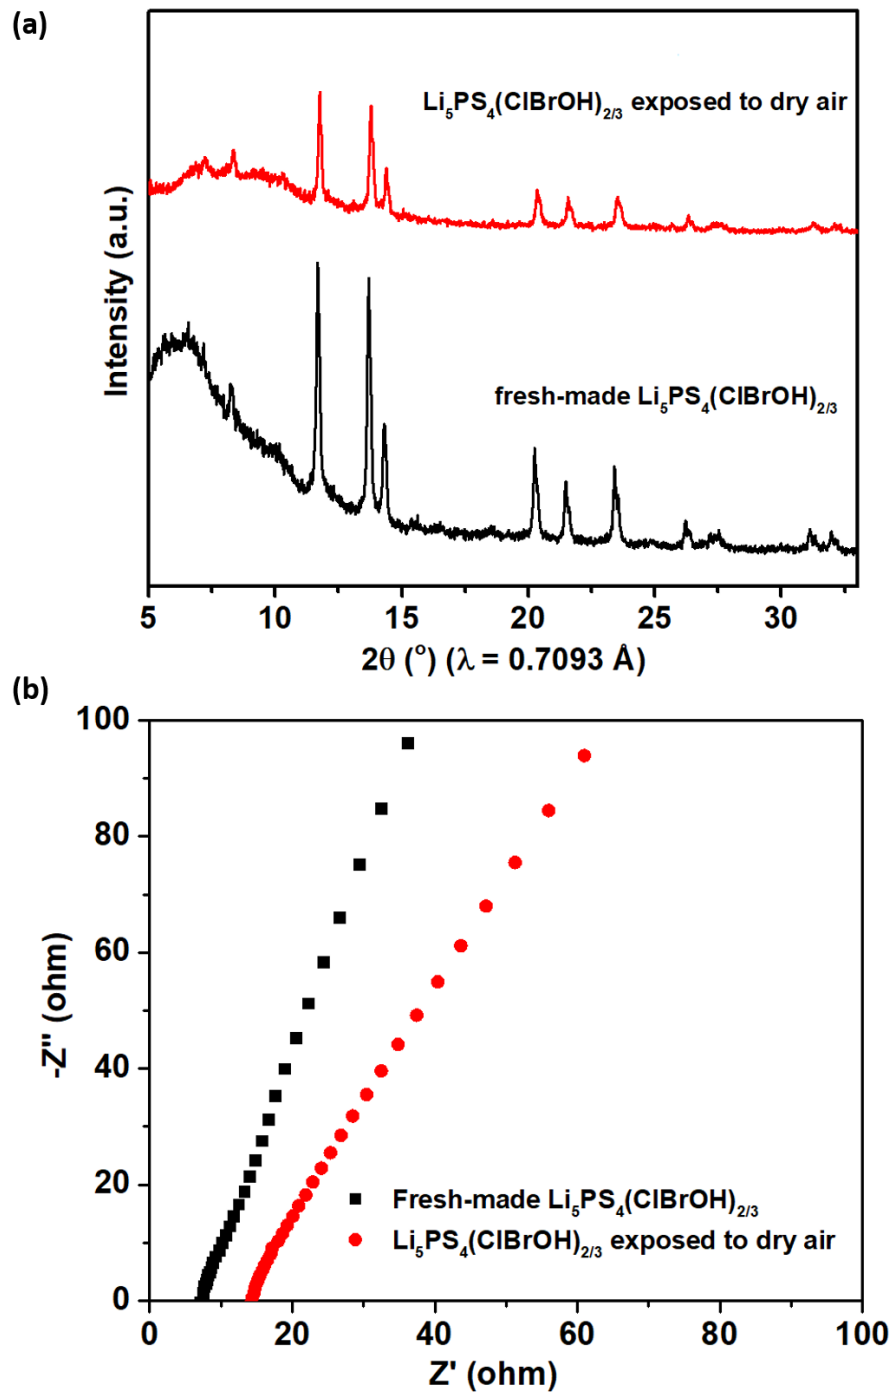 (a)
Li₅PS₄(ClBrOH)₂/₃ exposed to dry air
fresh-made Li₅PS₄(ClBrOH)₂/₃
Intensity (a.u.)
5 10 15 20 25 30
2θ (°) (λ = 0.7093 Å)
(b)
100
80
60
40
20
0
-Z'' (ohm)
Fresh-made Li₅PS₄(ClBrOH)₂/₃
Li₅PS₄(ClBrOH)₂/₃ exposed to dry air
0 20 40 60 80 100
Z' (ohm)